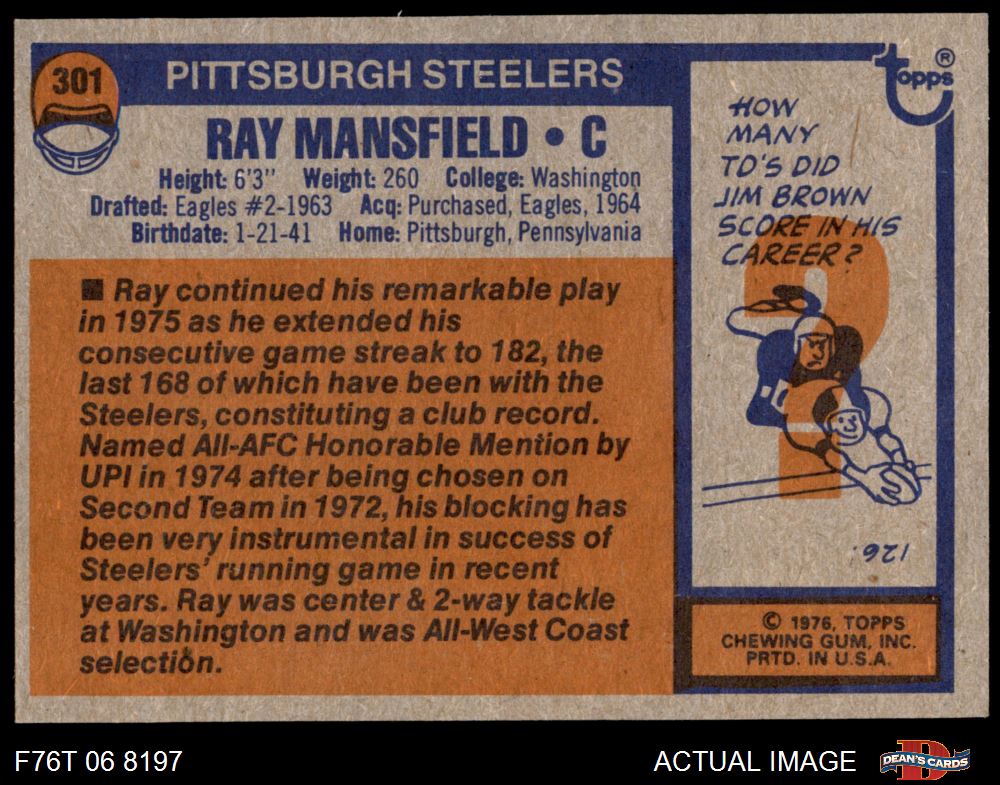 301
PITTSBURGH STEELERS
RAY MANSFIELD • C
Height: 6'3" Weight: 260 College: Washington
Drafted: Eagles #2-1963 Acq: Purchased, Eagles, 1964
Birthdate: 1-21-41 Home: Pittsburgh, Pennsylvania
■ Ray continued his remarkable play
in 1975 as he extended his
consecutive game streak to 182, the
last 168 of which have been with the
Steelers, constituting a club record.
Named All-AFC Honorable Mention by
UPI in 1974 after being chosen on
Second Team in 1972, his blocking has
been very instrumental in success of
Steelers' running game in recent
years. Ray was center & 2-way tackle
at Washington and was All-West Coast
selection.
topps®
HOW
MANY
TD'S DID
JIM BROWN
SCORE IN HIS
CAREER?
?
126.
© 1976, TOPPS
CHEWING GUM, INC.
PRTD. IN U.S.A.
F76T 06 8197
ACTUAL IMAGE
D
DEAN'S CARDS